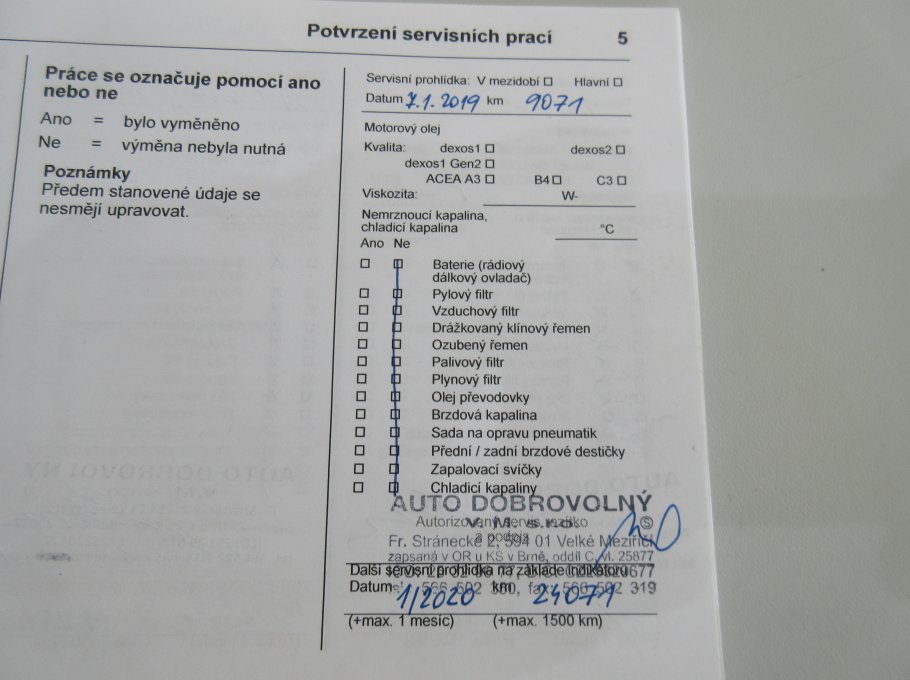 Potvrzení servisních prací 5
Práce se označuje pomocí ano
nebo ne
Ano = bylo vyměněno
Ne = výměna nebyla nutná
Poznámky
Předem stanovené údaje se
nesmějí upravovat.
Servisní prohlídka: V mezidobí ☐ Hlavní ☐
Datum 7.1.2019 km 9071
Motorový olej
Kvalita: dexos1 ☐ dexos2 ☐
dexos1 Gen2 ☐
ACEA A3 ☐ B4 ☐ C3 ☐
Viskozita: W-
Nemrznoucí kapalina,
chladicí kapalina °C
Ano Ne
☐ ☐ Baterie (rádiový
dálkový ovladač)
☐ ☐ Pylový filtr
☐ ☐ Vzduchový filtr
☐ ☐ Drážkovaný klínový řemen
☐ ☐ Ozubený řemen
☐ ☐ Palivový filtr
☐ ☐ Plynový filtr
☐ ☐ Olej převodovky
☐ ☐ Brzdová kapalina
☐ ☐ Sada na opravu pneumatik
☐ ☐ Přední / zadní brzdové destičky
☐ ☐ Zapalovací svíčky
☐ ☐ Chladicí kapaliny
AUTO DOBROVOLNÝ
V.M. s.r.o.
Fr. Stránecké 2, 594 01 Velké Meziříčí
zapsaná v OR u KS v Brně, oddíl C, vl. 25877
Další servisní prohlídka na základě indikátoru
Datum 1/2020 km 24071
(+max. 1 měsíc) (+max. 1500 km)